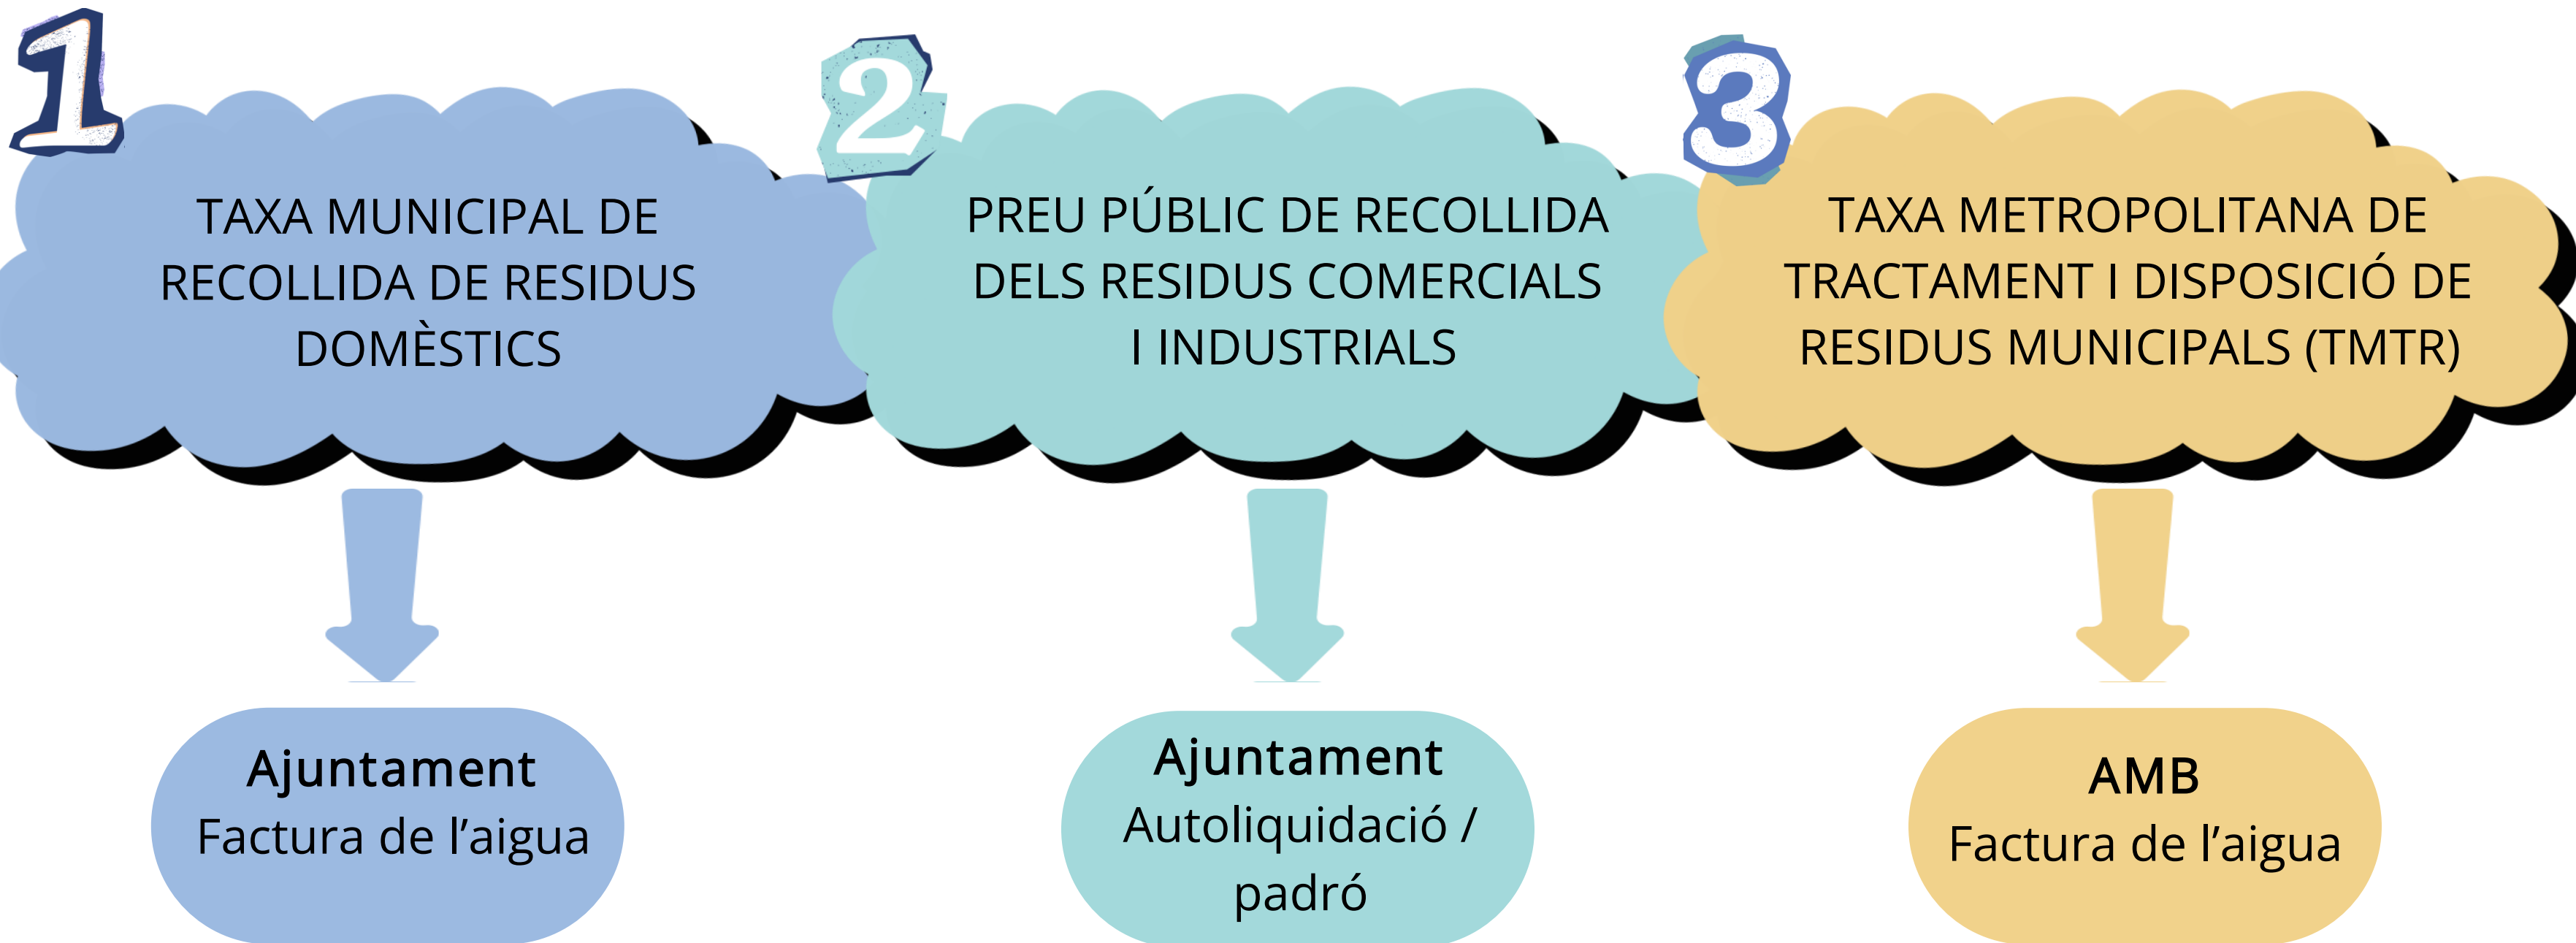 1
TAXA MUNICIPAL DE
RECOLLIDA DE RESIDUS
DOMÈSTICS
Ajuntament
Factura de l’aigua
2
PREU PÚBLIC DE RECOLLIDA
DELS RESIDUS COMERCIALS
I INDUSTRIALS
Ajuntament
Autoliquidació /
padró
3
TAXA METROPOLITANA DE
TRACTAMENT I DISPOSICIÓ DE
RESIDUS MUNICIPALS (TMTR)
AMB
Factura de l’aigua